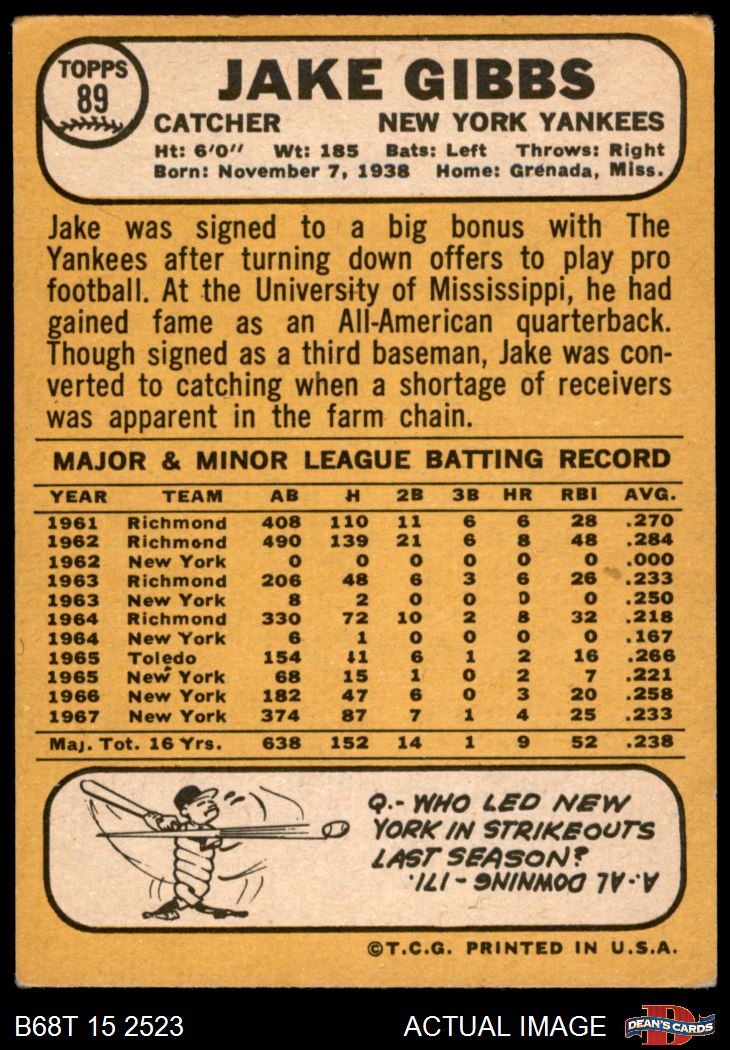 TOPPS
89
JAKE GIBBS
CATCHER NEW YORK YANKEES
Ht: 6'0" Wt: 185 Bats: Left Throws: Right
Born: November 7, 1938 Home: Grenada, Miss.
Jake was signed to a big bonus with The
Yankees after turning down offers to play pro
football. At the University of Mississippi, he had
gained fame as an All-American quarterback.
Though signed as a third baseman, Jake was con-
verted to catching when a shortage of receivers
was apparent in the farm chain.
MAJOR & MINOR LEAGUE BATTING RECORD
YEAR TEAM AB H 2B 3B HR RBI AVG.
1961 Richmond 408 110 11 6 6 28 .270
1962 Richmond 490 139 21 6 8 48 .284
1962 New York 0 0 0 0 0 0 .000
1963 Richmond 206 48 6 3 6 26 .233
1963 New York 8 2 0 0 0 0 .250
1964 Richmond 330 72 10 2 8 32 .218
1964 New York 6 1 0 0 0 0 .167
1965 Toledo 154 41 6 1 2 16 .266
1965 New York 68 15 1 0 2 7 .221
1966 New York 182 47 6 0 3 20 .258
1967 New York 374 87 7 1 4 25 .233
Maj. Tot. 16 Yrs. 638 152 14 1 9 52 .238
Q.- WHO LED NEW
YORK IN STRIKEOUTS
LAST SEASON?
A.- AL DOWNING - 171.
©T.C.G. PRINTED IN U.S.A.
B68T 15 2523 ACTUAL IMAGE
D
DEAN'S CARDS